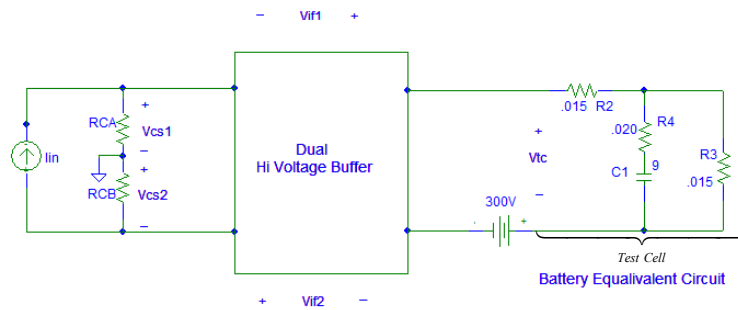 − Vif1 +
Iin
RCA
+
Vcs1
−
+
RCB
Vcs2
−
Dual
Hi Voltage Buffer
.015 R2
.020 R4
C1 9
R3
.015
+
Vtc
−
300V
- +
Test Cell
Battery Equalivalent Circuit
+ Vif2 −